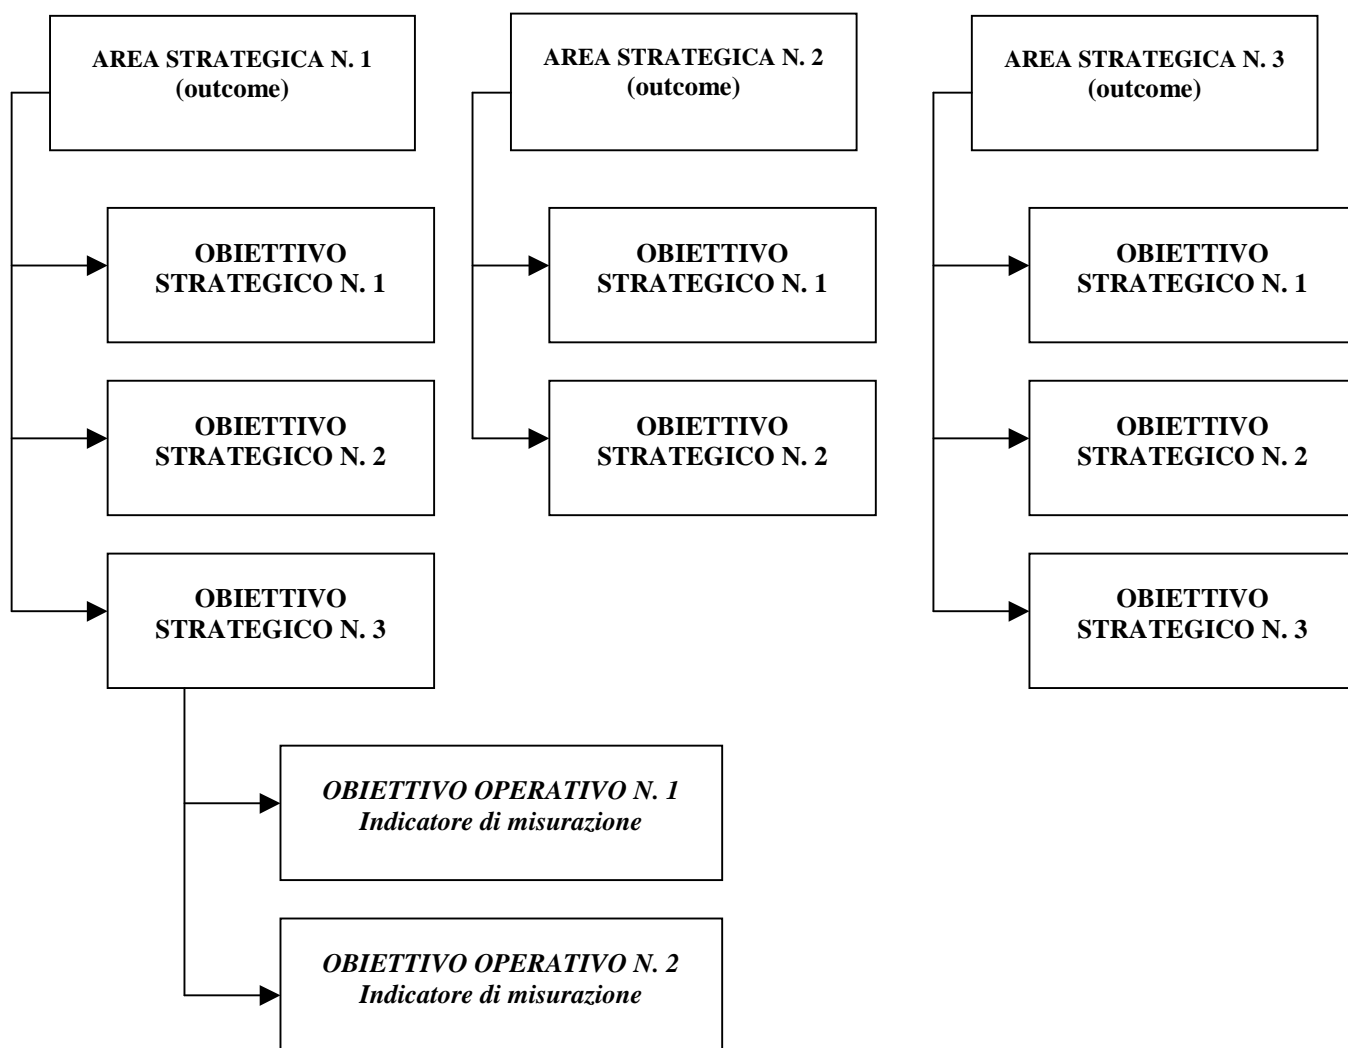 AREA STRATEGICA N. 1
(outcome)
AREA STRATEGICA N. 2
(outcome)
AREA STRATEGICA N. 3
(outcome)
OBIETTIVO
STRATEGICO N. 1
OBIETTIVO
STRATEGICO N. 1
OBIETTIVO
STRATEGICO N. 1
OBIETTIVO
STRATEGICO N. 2
OBIETTIVO
STRATEGICO N. 2
OBIETTIVO
STRATEGICO N. 2
OBIETTIVO
STRATEGICO N. 3
OBIETTIVO
STRATEGICO N. 3
OBIETTIVO OPERATIVO N. 1
Indicatore di misurazione
OBIETTIVO OPERATIVO N. 2
Indicatore di misurazione